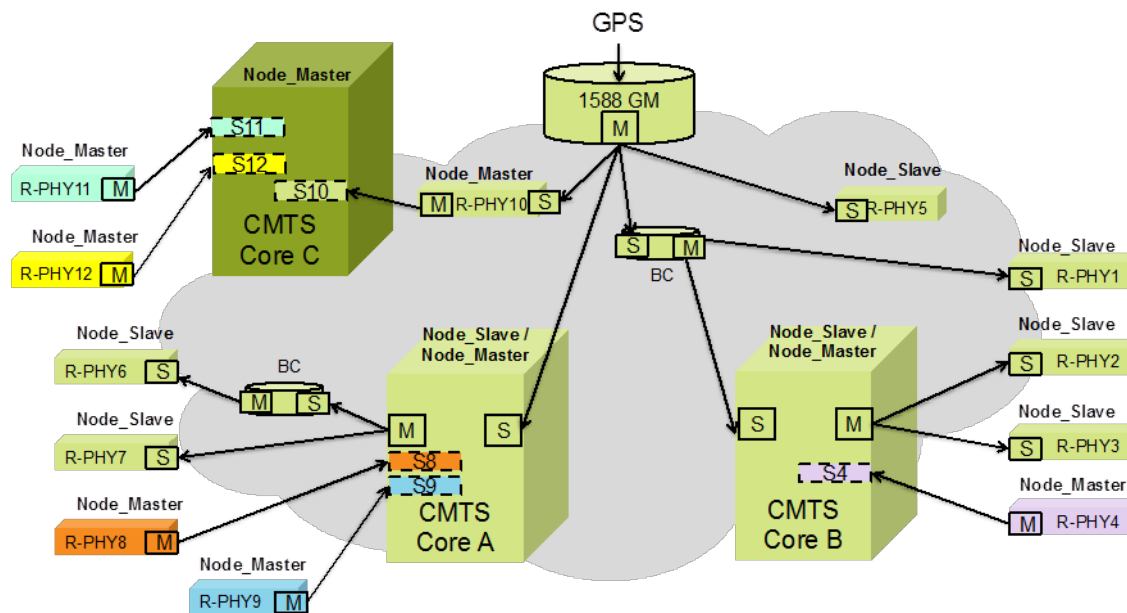 GPS
1588 GM
M
Node_Master
S11
S12
S10
CMTS
Core C
Node_Master
R-PHY11
M
Node_Master
R-PHY12
M
Node_Master
M
R-PHY10
S
Node_Slave
S
R-PHY5
S
M
BC
Node_Slave
S
R-PHY1
Node_Slave
S
R-PHY2
Node_Slave
S
R-PHY3
Node_Master
M
R-PHY4
Node_Slave /
Node_Master
S
M
S4
CMTS
Core B
Node_Slave /
Node_Master
M
S
S8
S9
CMTS
Core A
BC
M
S
Node_Slave
R-PHY6
S
Node_Slave
R-PHY7
S
Node_Master
R-PHY8
M
Node_Master
R-PHY9
M